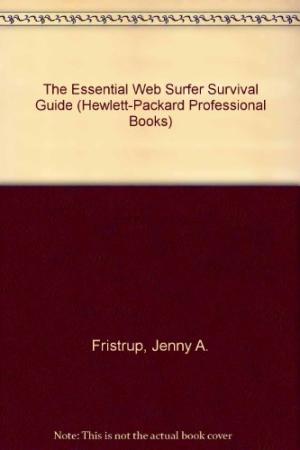 The Essential Web Surfer Survival
Guide (Hewlett-Packard Professional
Books)
Fristrup, Jenny A.
Note: This is not the actual book cover